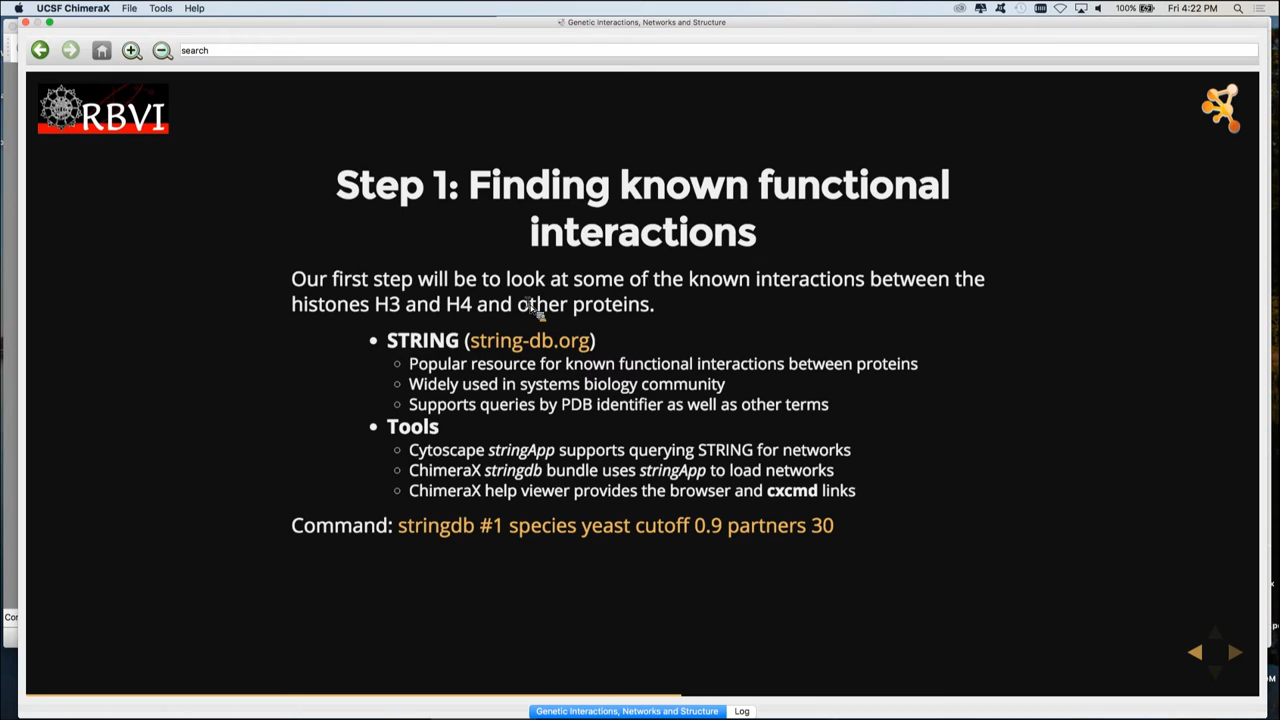 UCSF ChimeraX File Tools Help 100% Fri 4:22 PM
Genetic Interactions, Networks and Structure
search
RBVI
Step 1: Finding known functional
interactions
Our first step will be to look at some of the known interactions between the
histones H3 and H4 and other proteins.
• STRING (string-db.org)
○ Popular resource for known functional interactions between proteins
○ Widely used in systems biology community
○ Supports queries by PDB identifier as well as other terms
• Tools
○ Cytoscape stringApp supports querying STRING for networks
○ ChimeraX stringdb bundle uses stringApp to load networks
○ ChimeraX help viewer provides the browser and cxcmd links
Command: stringdb #1 species yeast cutoff 0.9 partners 30
Genetic Interactions, Networks and Structure Log